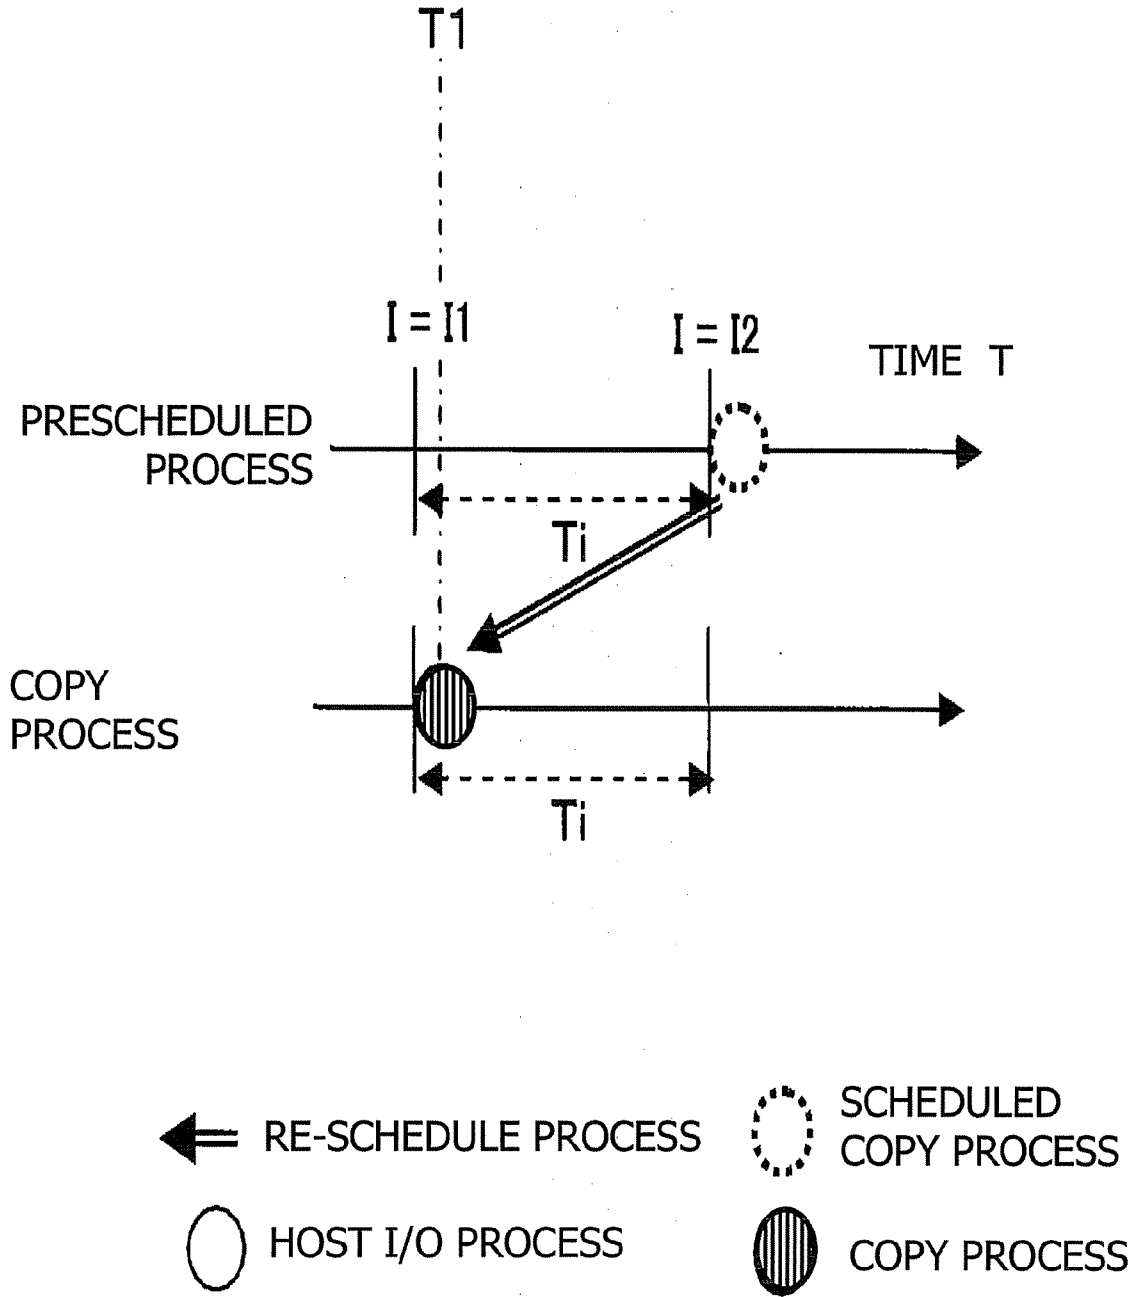 T1
I = I1
I = I2
TIME T
PRESCHEDULED
PROCESS
Ti
COPY
PROCESS
Ti
RE-SCHEDULE PROCESS
SCHEDULED
COPY PROCESS
HOST I/O PROCESS
COPY PROCESS